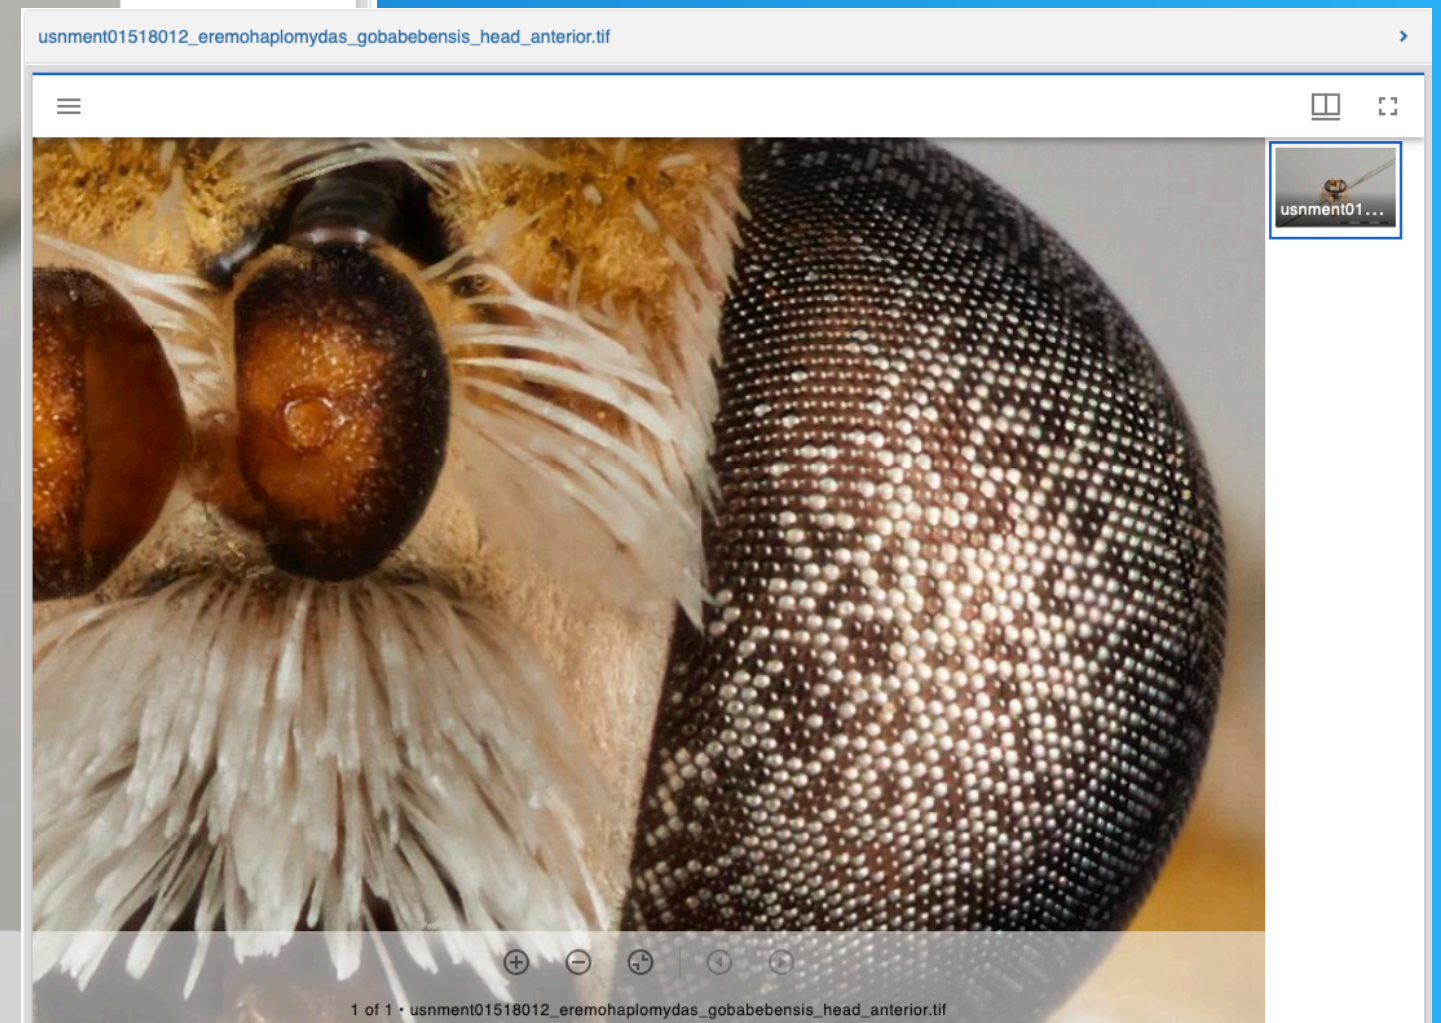 usnment01518012_eremohaplomydas_gobabebensis_head_anterior.tif
usnment01...
1 of 1 • usnment01518012_eremohaplomydas_gobabebensis_head_anterior.tif